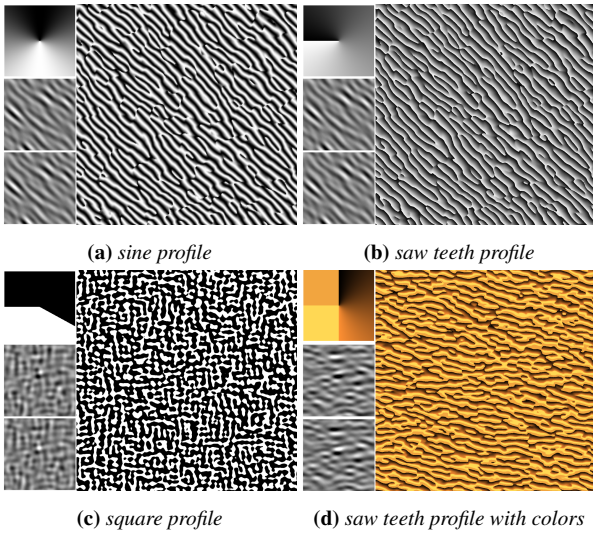 (a) sine profile
(b) saw teeth profile
(c) square profile
(d) saw teeth profile with colors